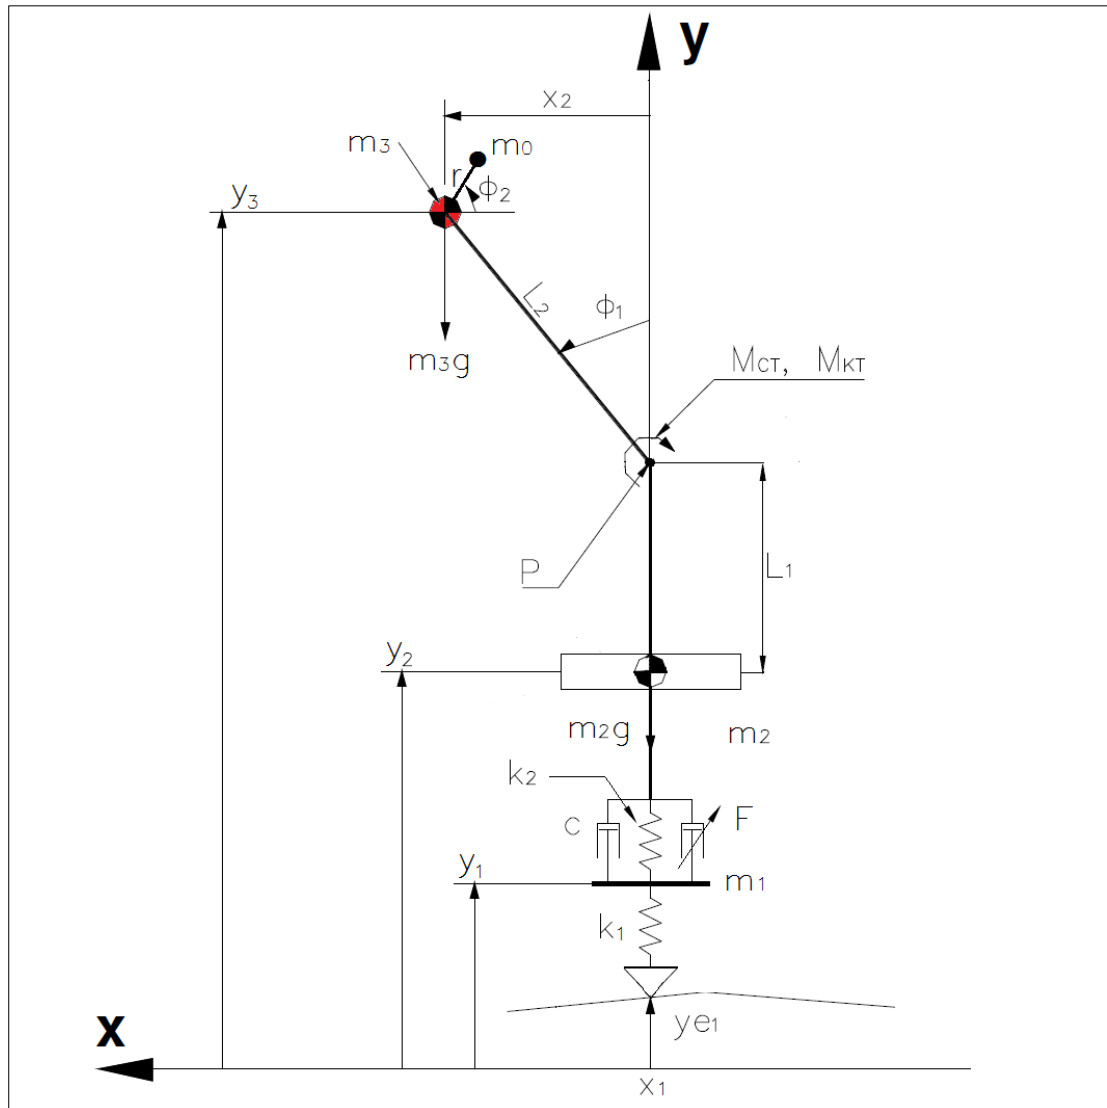 y
x₂
m₃
m₀
r
ϕ₂
y₃
L₂
ϕ₁
m₃g
Mст, Mкт
P
L₁
y₂
m₂g
m₂
k₂
c
F
y₁
m₁
k₁
x
ye₁
x₁